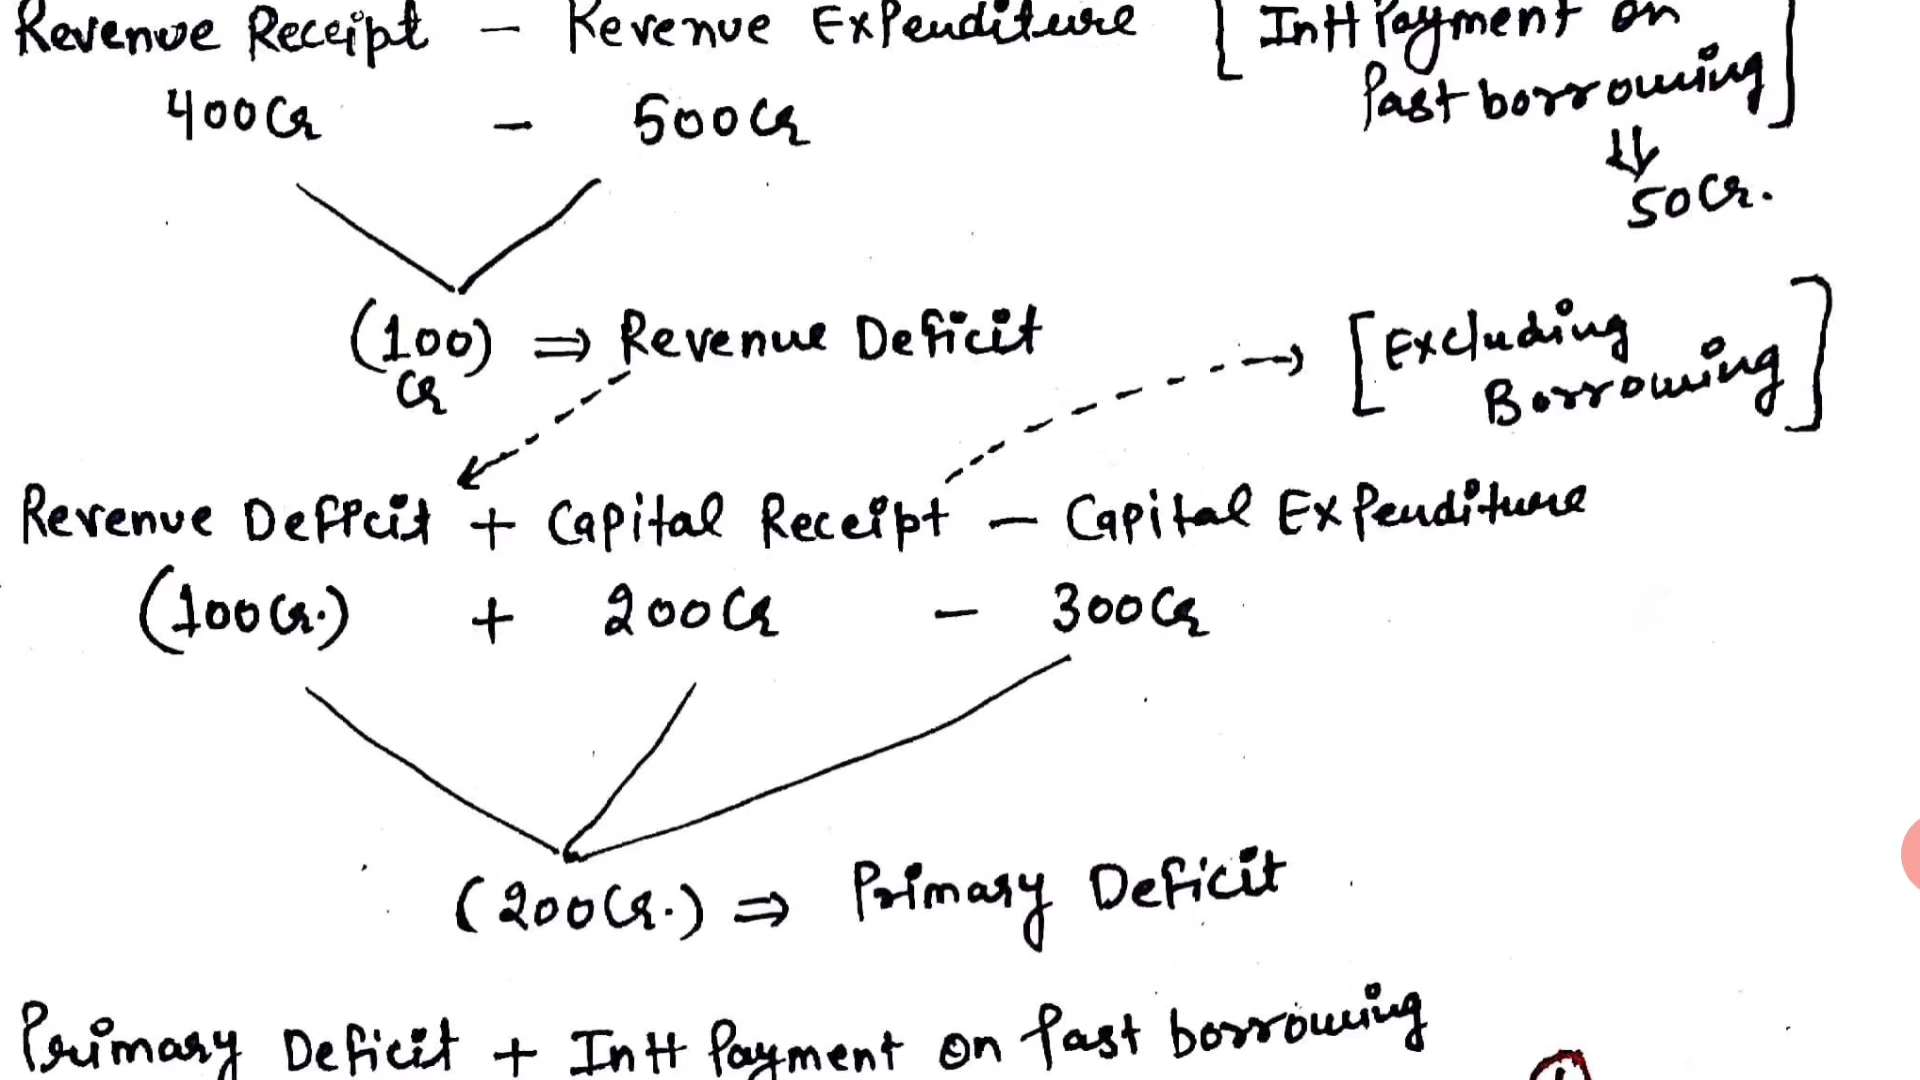 Revenue Receipt - Revenue Expenditure [Intt Payment on
Past borrowing]
400Cr - 500Cr
50Cr.
(100) ⇒ Revenue Deficit
Cr
[Excluding
Borrowing]
Revenue Deficit + Capital Receipt - Capital Expenditure
(100Cr.) + 200Cr - 300Cr
(200Cr.) ⇒ Primary Deficit
Primary Deficit + Intt Payment on Past borrowing